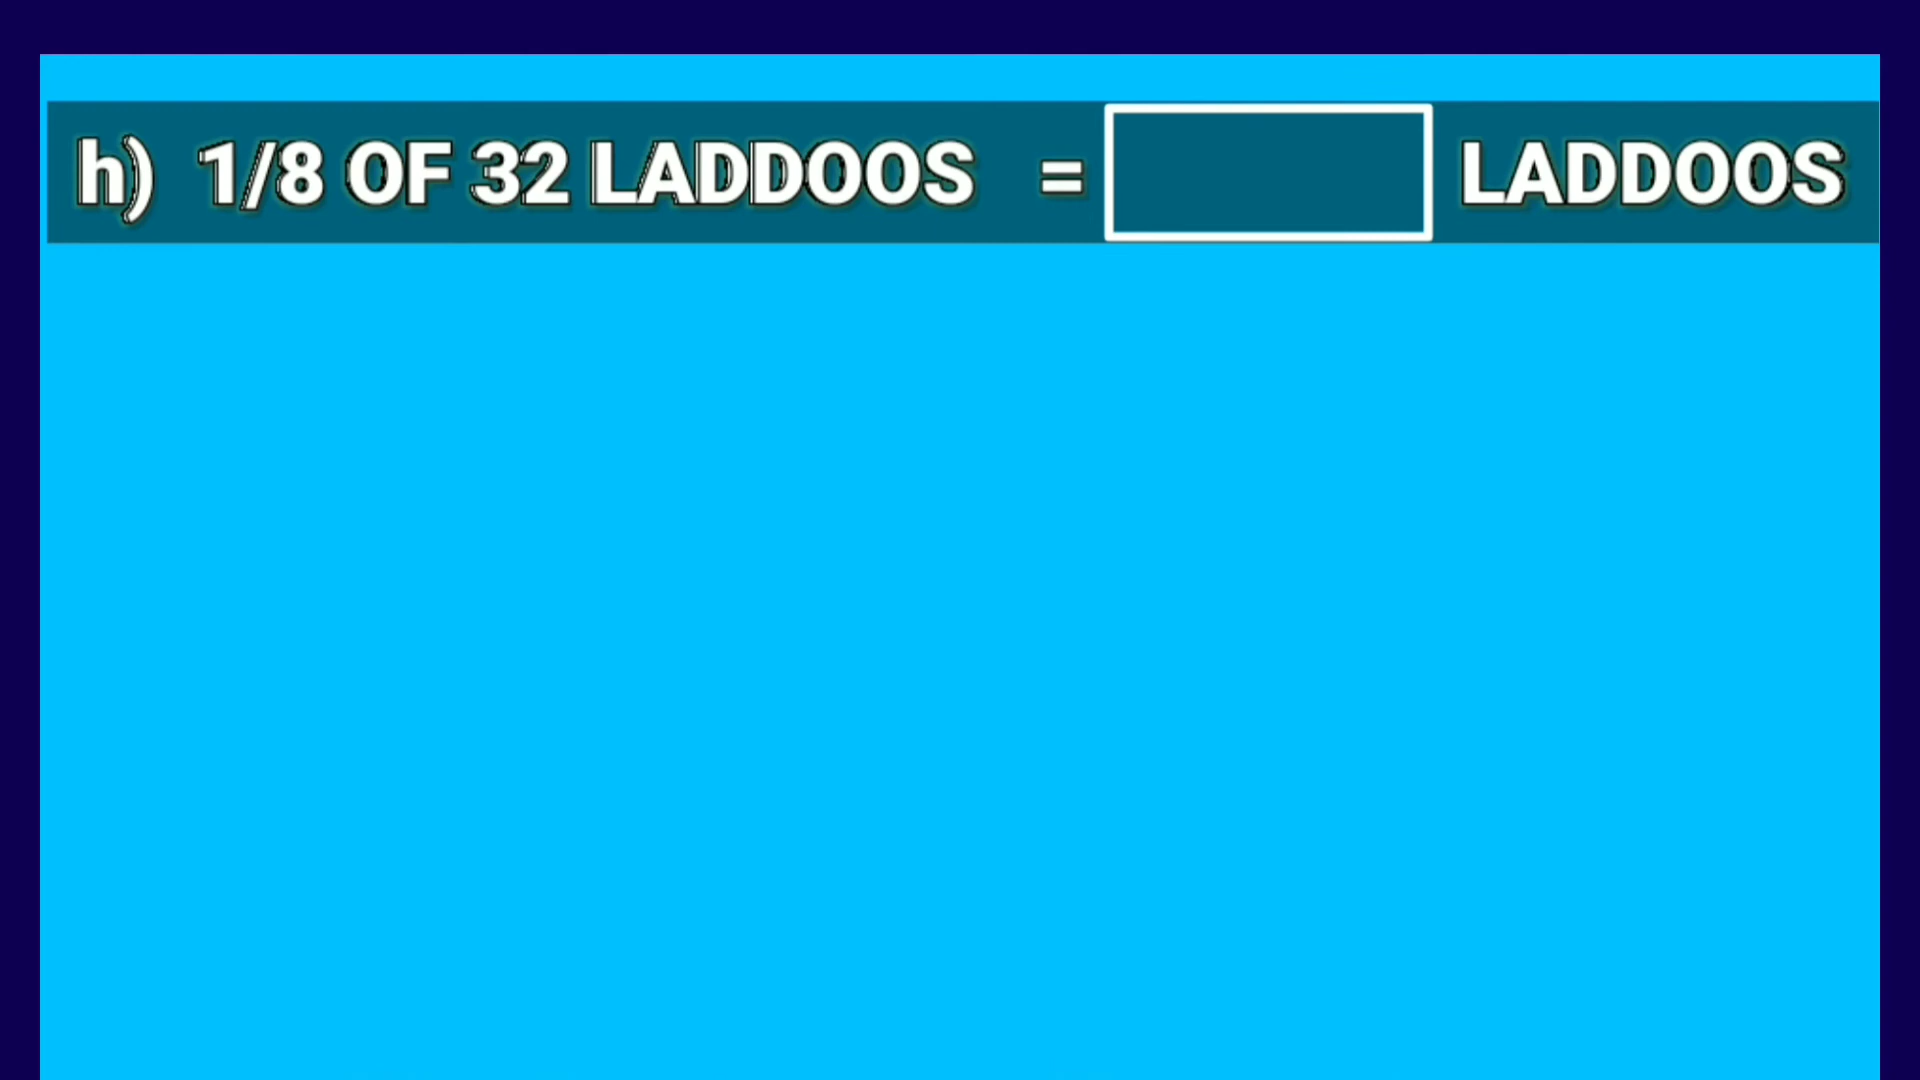 h) 1/8 OF 32 LADDOOS = LADDOOS